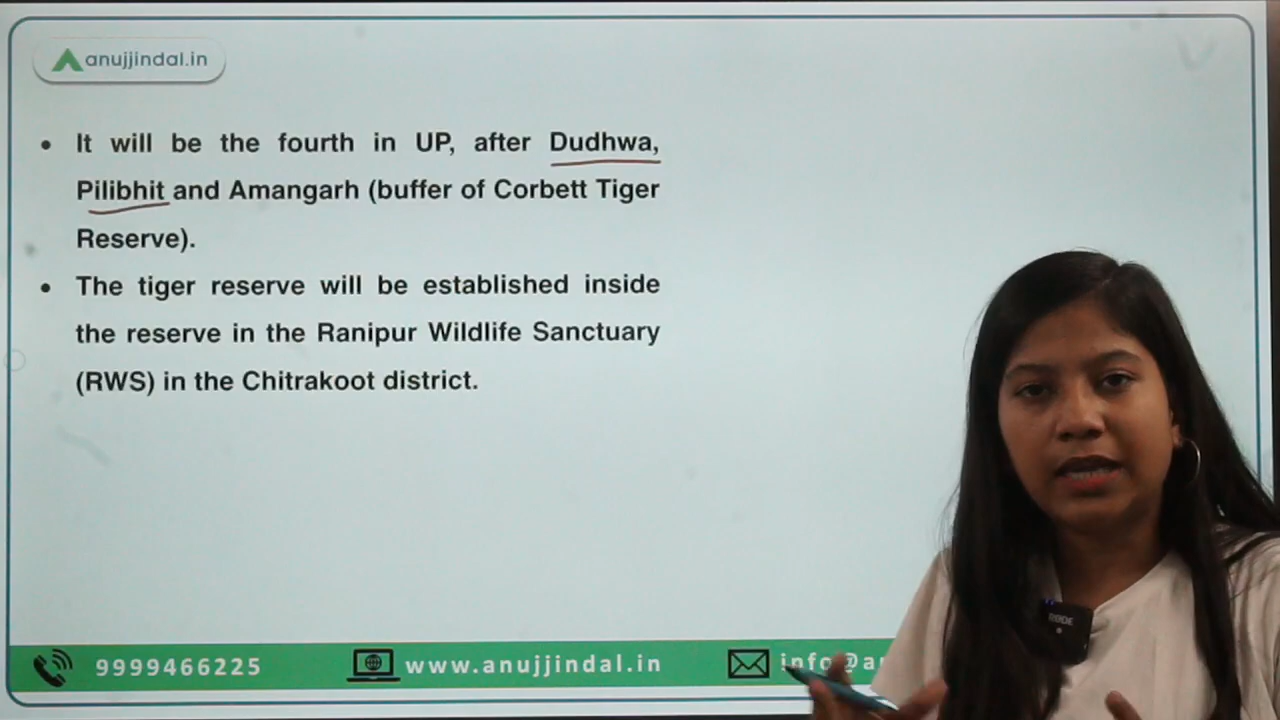 anujjindal.in
• It will be the fourth in UP, after Dudhwa,
Pilibhit and Amangarh (buffer of Corbett Tiger
Reserve).
• The tiger reserve will be established inside
the reserve in the Ranipur Wildlife Sanctuary
(RWS) in the Chitrakoot district.
RODE
9999466225 www.anujjindal.in info@a